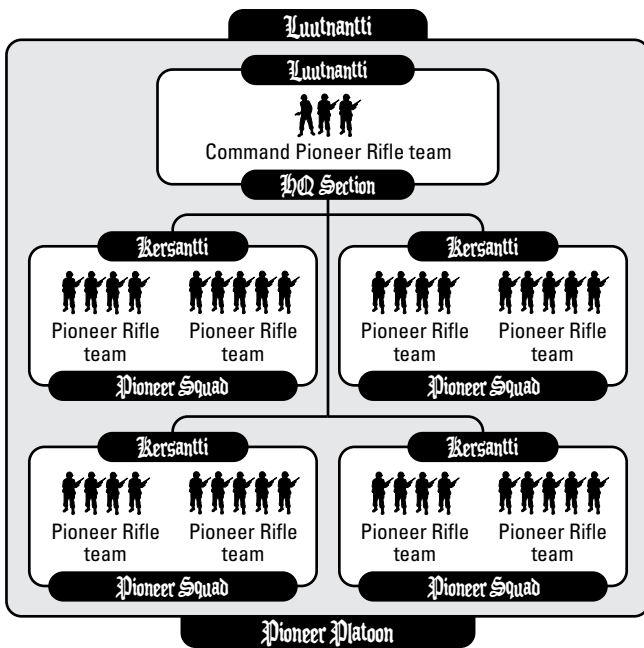 Luutnantti
Luutnantti
Command Pioneer Rifle team
HQ Section
Kersantti
Pioneer Rifle
team
Pioneer Rifle
team
Pioneer Squad
Kersantti
Pioneer Rifle
team
Pioneer Rifle
team
Pioneer Squad
Kersantti
Pioneer Rifle
team
Pioneer Rifle
team
Pioneer Squad
Kersantti
Pioneer Rifle
team
Pioneer Rifle
team
Pioneer Squad
Pioneer Platoon